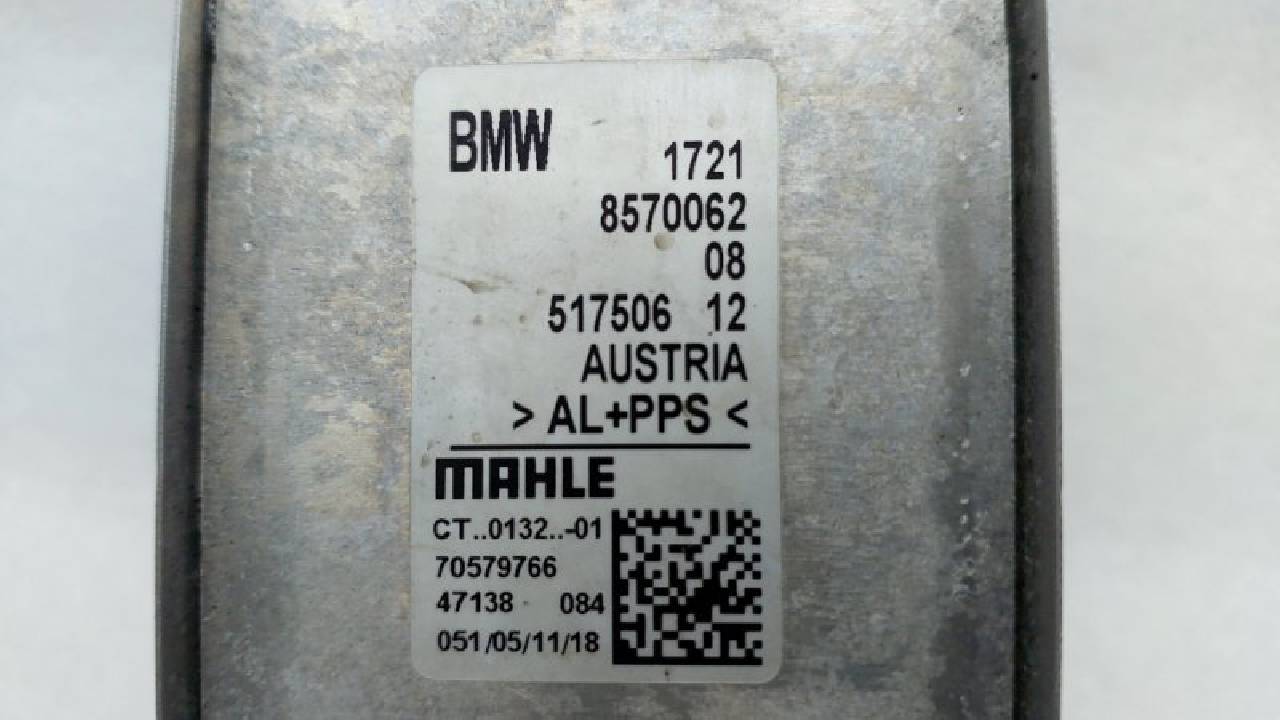 BMW
1721
8570062
08
517506 12
AUSTRIA
> AL+PPS <
MAHLE
CT..0132..-01
70579766
47138 084
051/05/11/18